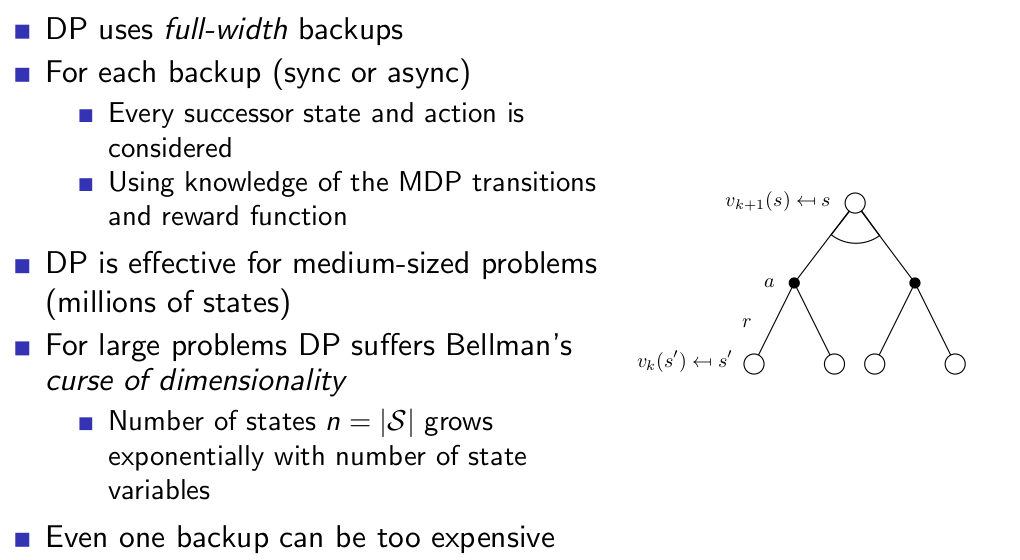 DP uses full-width backups
For each backup (sync or async)
Every successor state and action is
considered
Using knowledge of the MDP transitions
and reward function
DP is effective for medium-sized problems
(millions of states)
For large problems DP suffers Bellman's
curse of dimensionality
Number of states n = |𝒮| grows
exponentially with number of state
variables
Even one backup can be too expensive
v_{k+1}(s) ↤ s
a
r
v_k(s′) ↤ s′